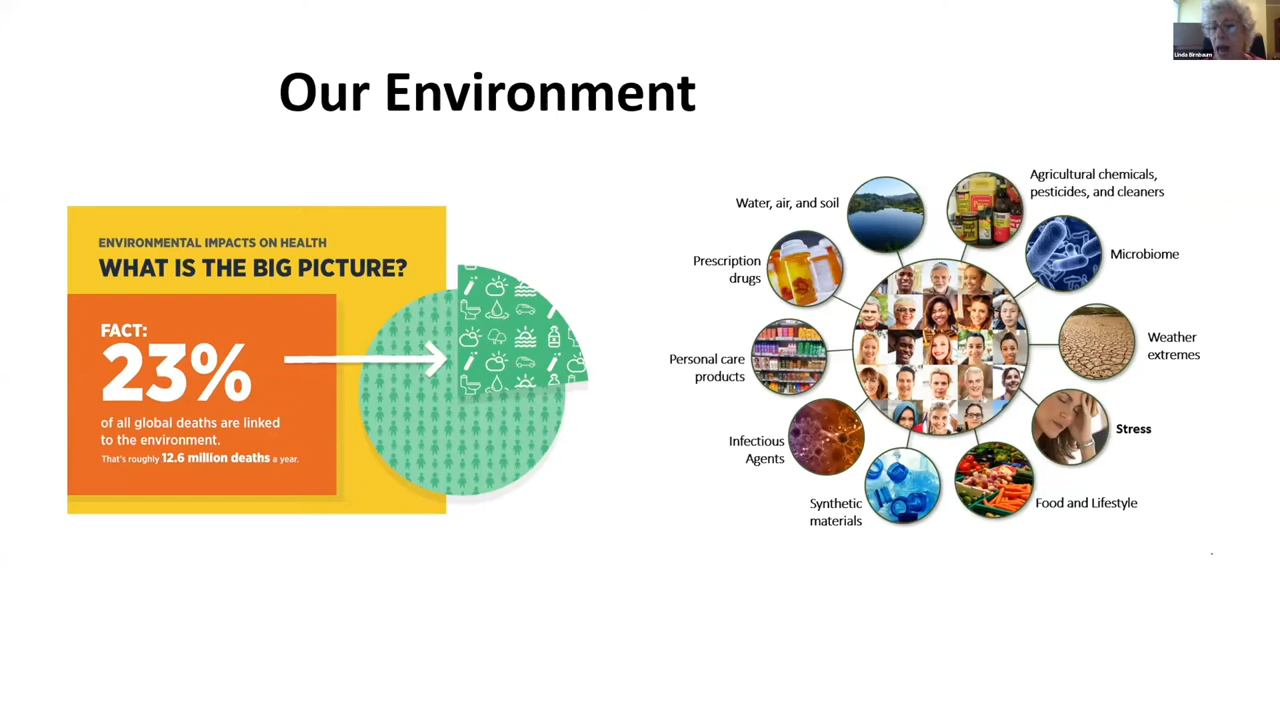 Linda Birnbaum
Our Environment
ENVIRONMENTAL IMPACTS ON HEALTH
WHAT IS THE BIG PICTURE?
FACT:
23%
of all global deaths are linked
to the environment.
That's roughly 12.6 million deaths a year.
Water, air, and soil
Agricultural chemicals,
pesticides, and cleaners
Prescription
drugs
Microbiome
Personal care
products
Weather
extremes
Infectious
Agents
Stress
Synthetic
materials
Food and Lifestyle